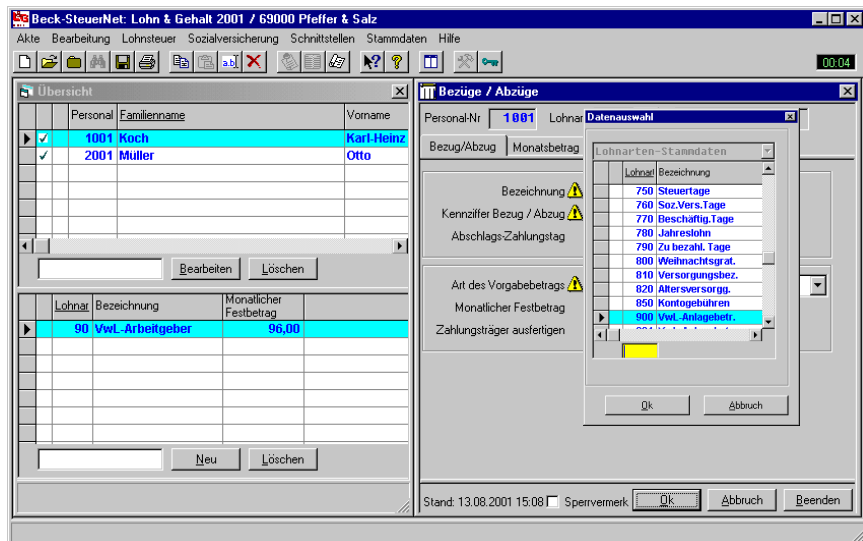 Beck-SteuerNet: Lohn & Gehalt 2001 / 69000 Pfeffer & Salz
Akte Bearbeitung Lohnsteuer Sozialversicherung Schnittstellen Stammdaten Hilfe
00:04
Übersicht
Personal Familienname Vorname
1001 Koch Karl-Heinz
2001 Müller Otto
Bearbeiten Löschen
Lohnar Bezeichnung Monatlicher Festbetrag
90 VwL-Arbeitgeber 96,00
Neu Löschen
Bezüge / Abzüge
Personal-Nr 1001 Lohnar
Bezug/Abzug Monatsbetrag
Bezeichnung
Kennziffer Bezug / Abzug
Abschlags-Zahlungstag
Art des Vorgabebetrags
Monatlicher Festbetrag
Zahlungsträger ausfertigen
Datenauswahl
Lohnarten-Stammdaten
Lohnart Bezeichnung
750 Steuertage
760 Soz.Vers.Tage
770 Beschäftig.Tage
780 Jahreslohn
790 Zu bezahl. Tage
800 Weihnachtsgrat.
810 Versorgungsbez.
820 Altersversorgg.
850 Kontogebühren
900 VwL-Anlagebetr.
Ok Abbruch
Stand: 13.08.2001 15:08 Sperrvermerk Ok Abbruch Beenden